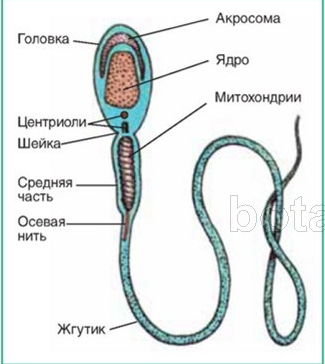 Головка
Акросома
Ядро
Митохондрии
Центриоли
Шейка
Средняя
часть
Осевая
нить
Жгутик
bota